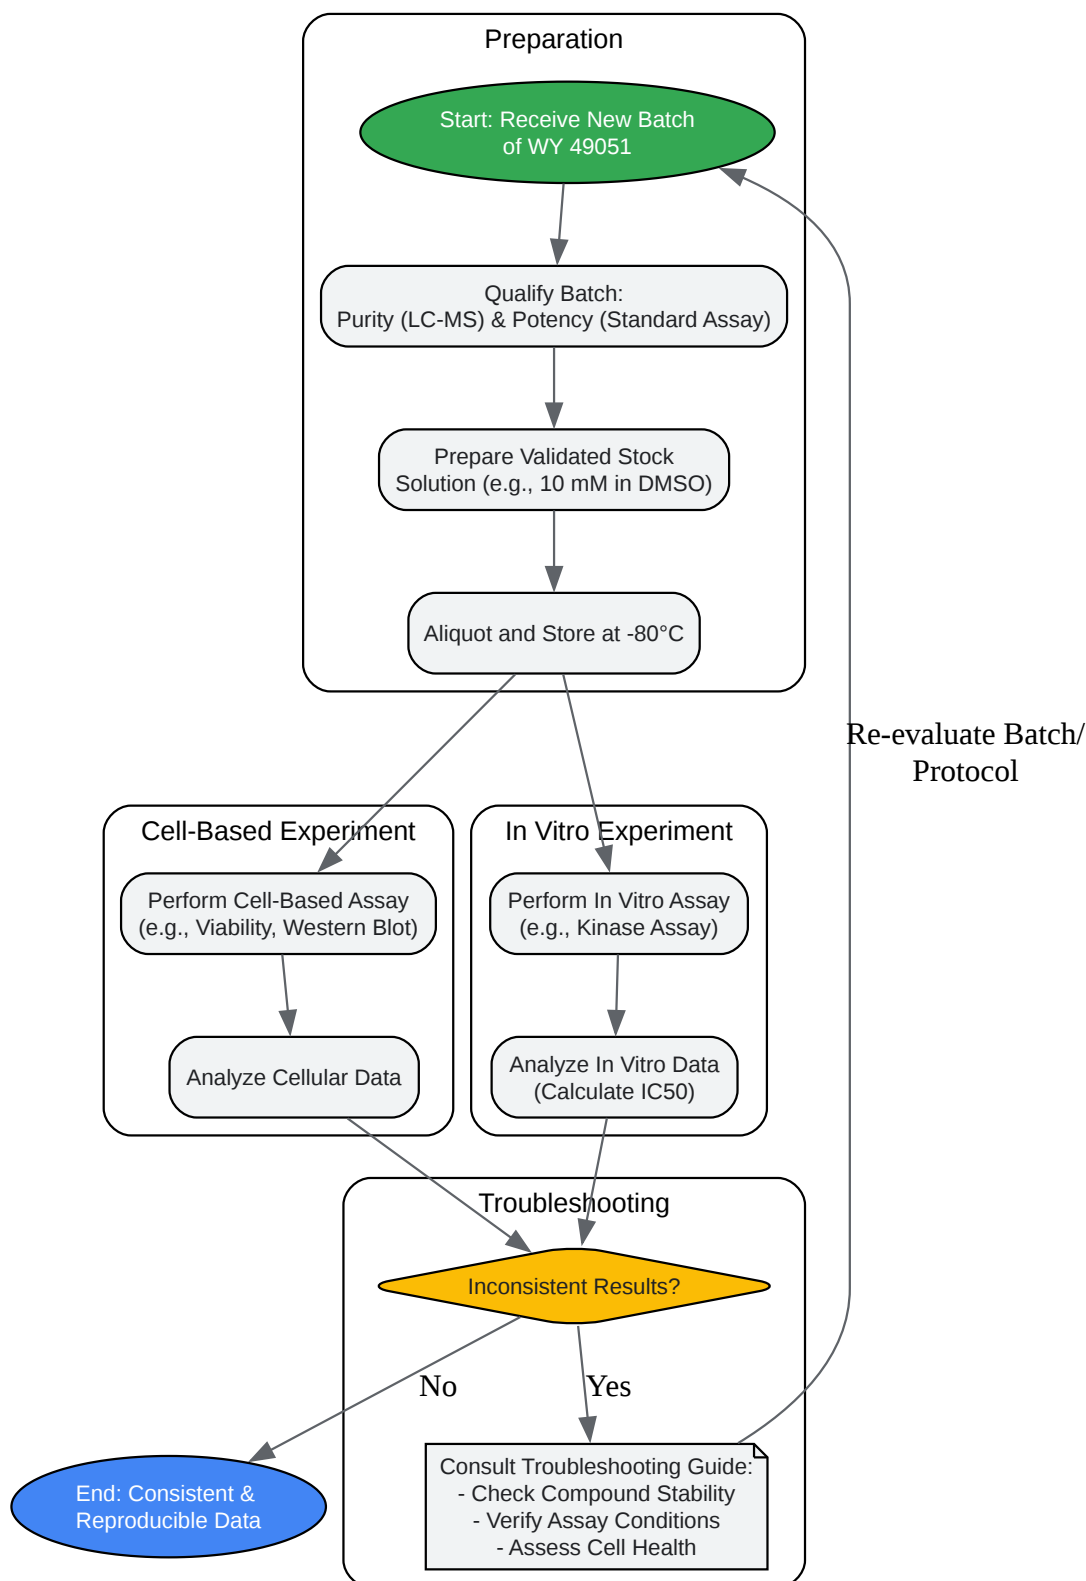 Preparation
Start: Receive New Batch
of WY 49051
Qualify Batch:
Purity (LC-MS) & Potency (Standard Assay)
Prepare Validated Stock
Solution (e.g., 10 mM in DMSO)
Aliquot and Store at -80°C
Re-evaluate Batch/
Protocol
Cell-Based Experiment
Perform Cell-Based Assay
(e.g., Viability, Western Blot)
Analyze Cellular Data
In Vitro Experiment
Perform In Vitro Assay
(e.g., Kinase Assay)
Analyze In Vitro Data
(Calculate IC50)
Troubleshooting
Inconsistent Results?
No
Yes
End: Consistent &
Reproducible Data
Consult Troubleshooting Guide:
- Check Compound Stability
- Verify Assay Conditions
- Assess Cell Health